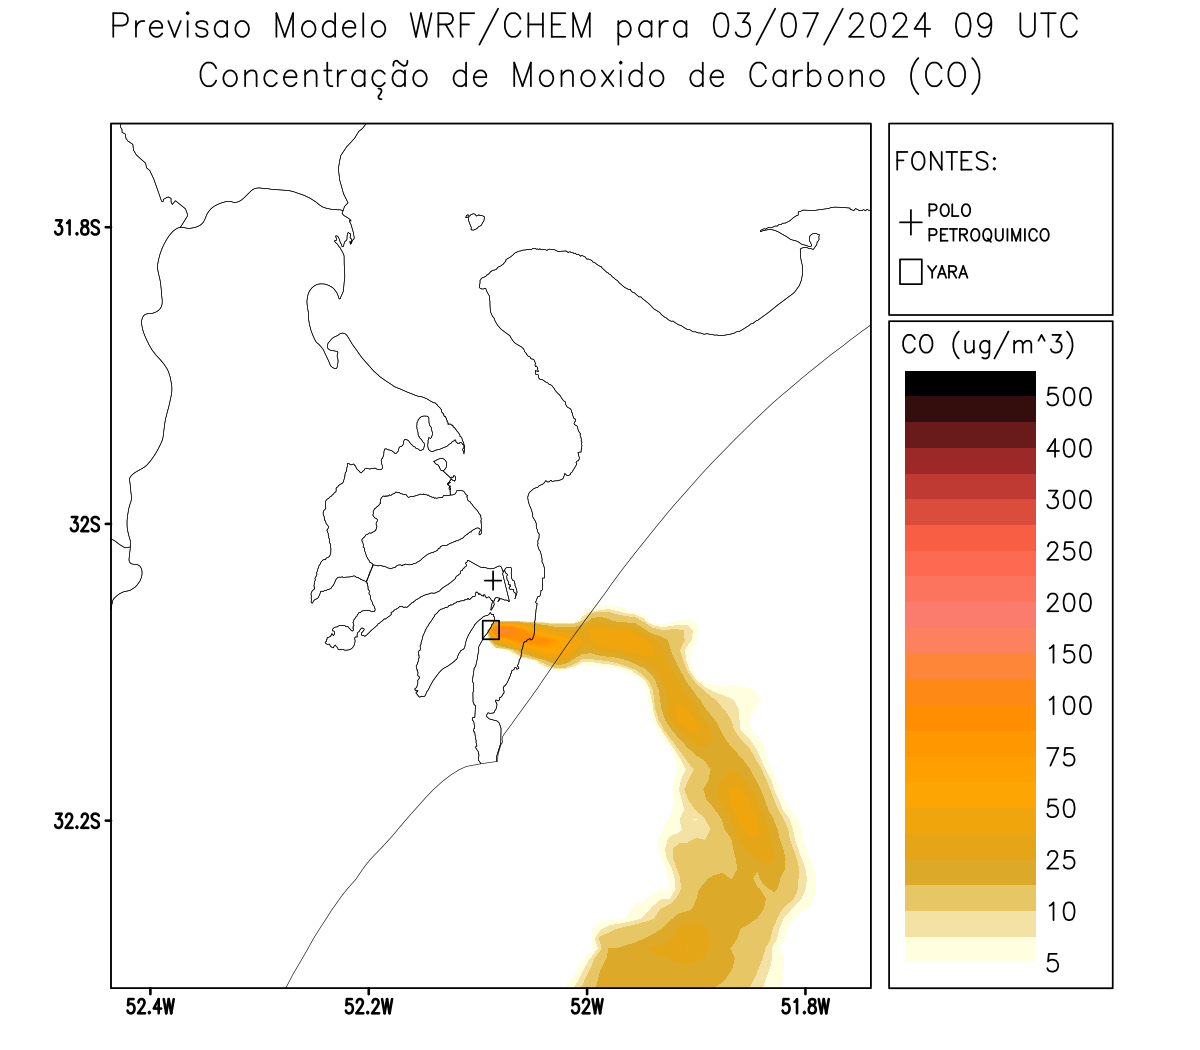 Previsao Modelo WRF/CHEM para 03/07/2024 09 UTC
Concentração de Monoxido de Carbono (CO)
FONTES:
POLO
PETROQUIMICO
YARA
CO (ug/m^3)
500
400
300
250
200
150
100
75
50
25
10
5
31.8S
32S
32.2S
52.4W
52.2W
52W
51.8W